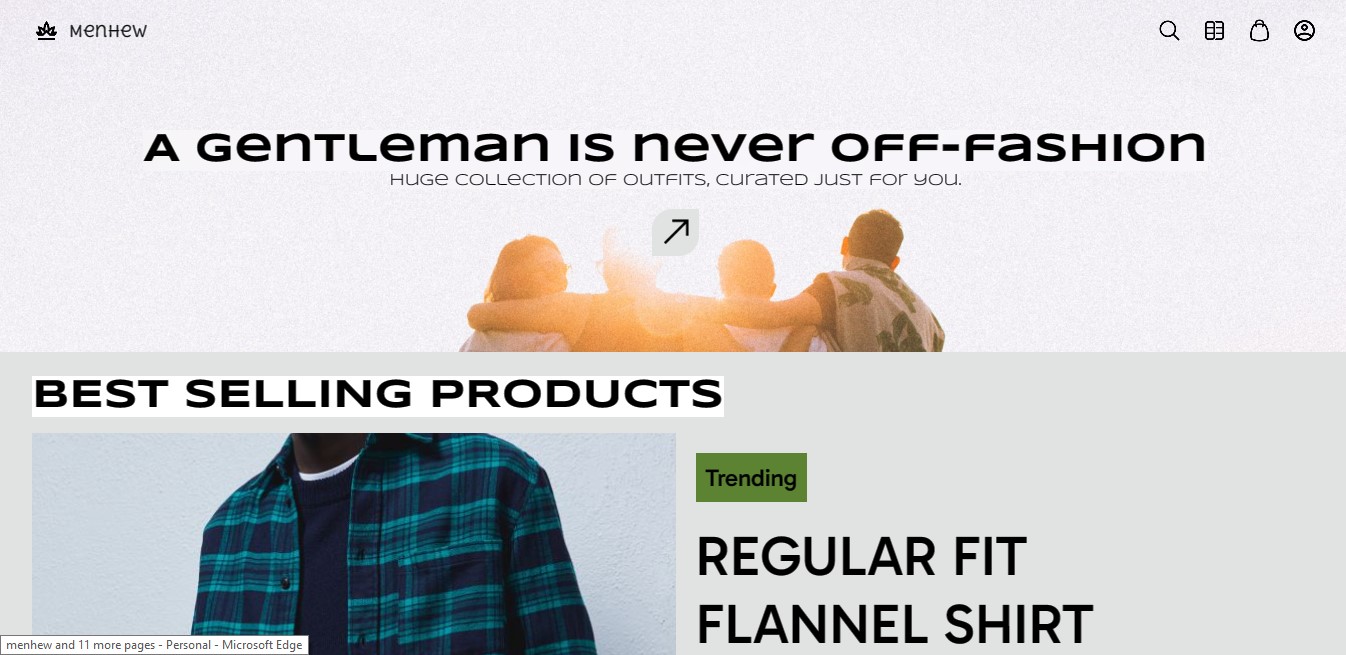 MenHew
A Gentleman is never off-fashion
Huge collection of outfits, curated just for you.
BEST SELLING PRODUCTS
Trending
REGULAR FIT
FLANNEL SHIRT
menhew and 11 more pages - Personal - Microsoft Edge